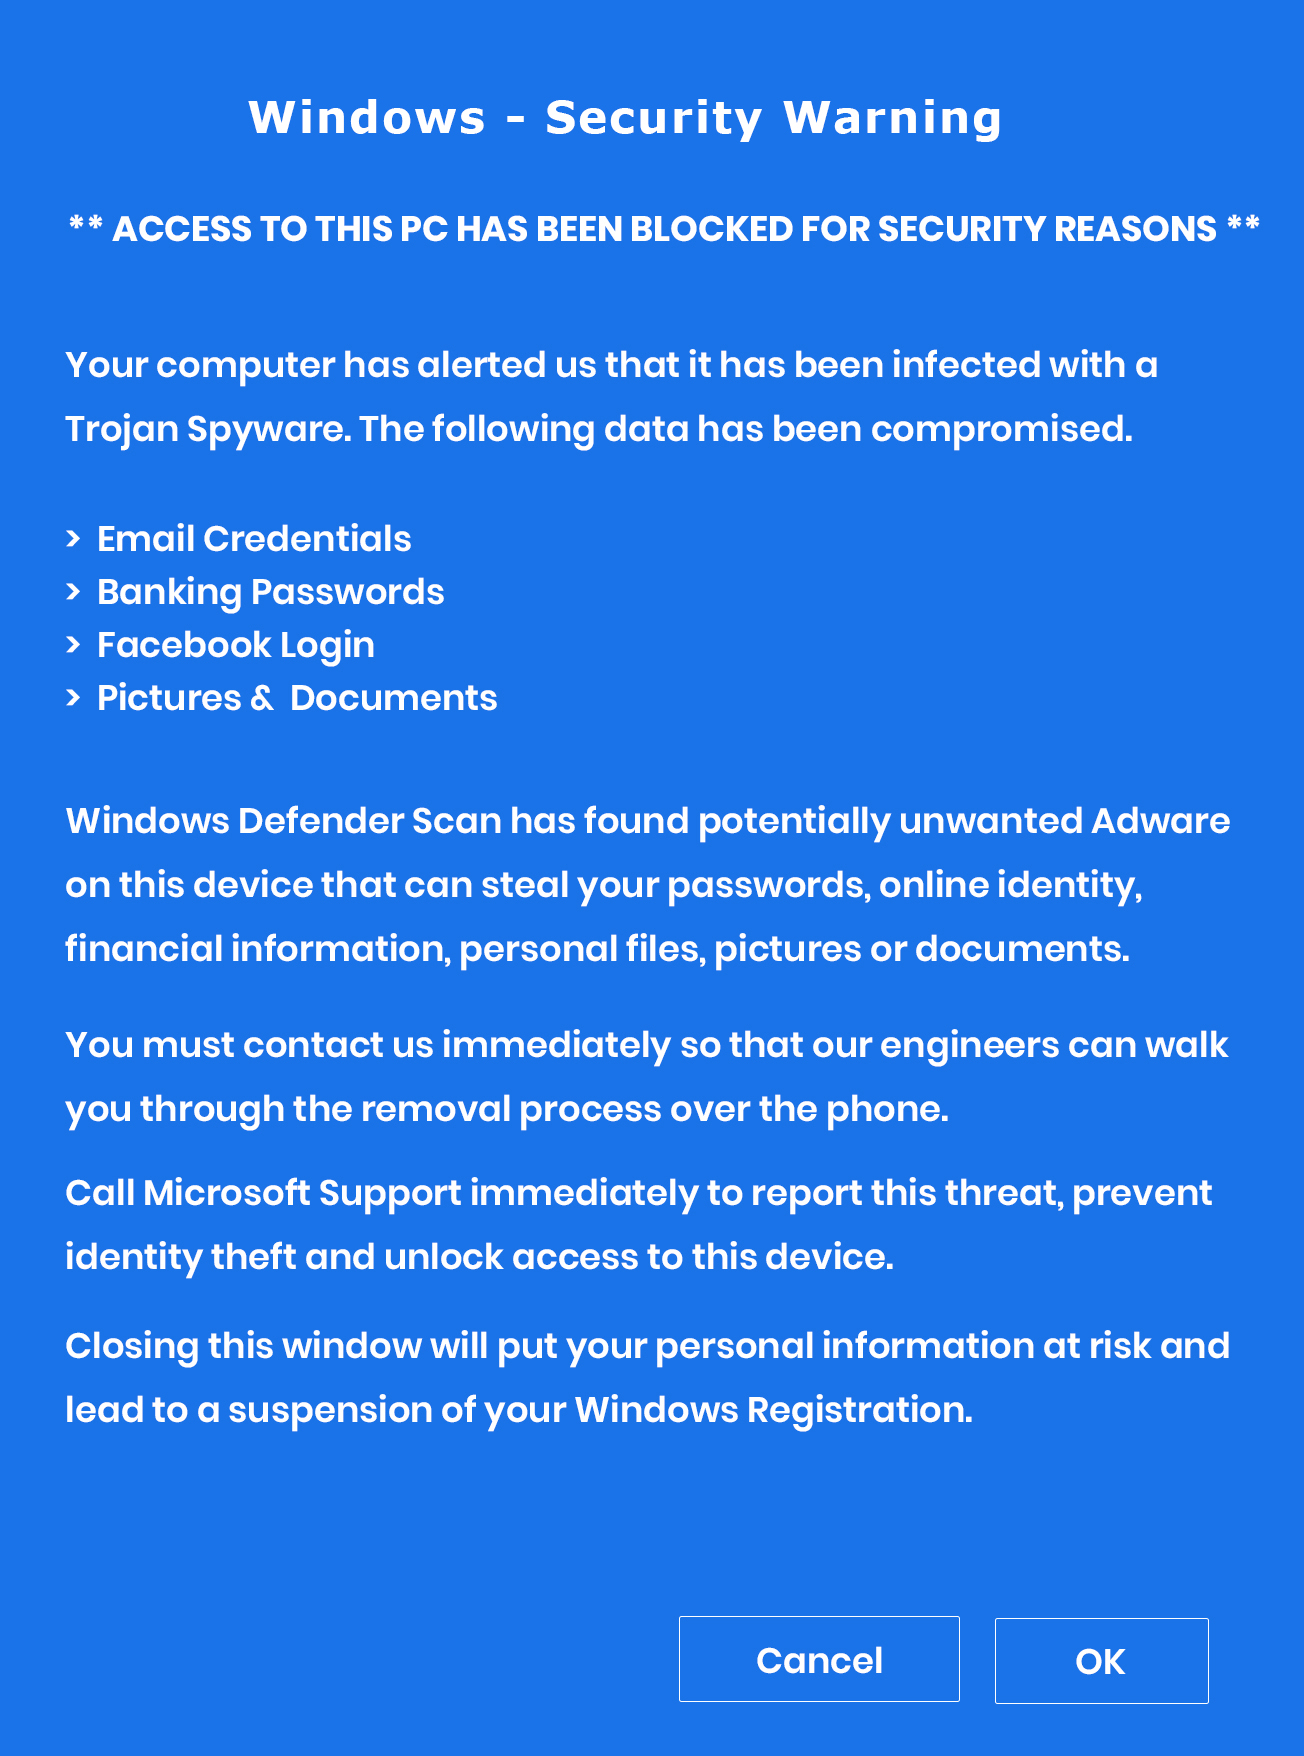 Windows - Security Warning
** ACCESS TO THIS PC HAS BEEN BLOCKED FOR SECURITY REASONS **
Your computer has alerted us that it has been infected with a
Trojan Spyware. The following data has been compromised.
> Email Credentials
> Banking Passwords
> Facebook Login
> Pictures & Documents
Windows Defender Scan has found potentially unwanted Adware
on this device that can steal your passwords, online identity,
financial information, personal files, pictures or documents.
You must contact us immediately so that our engineers can walk
you through the removal process over the phone.
Call Microsoft Support immediately to report this threat, prevent
identity theft and unlock access to this device.
Closing this window will put your personal information at risk and
lead to a suspension of your Windows Registration.
Cancel OK